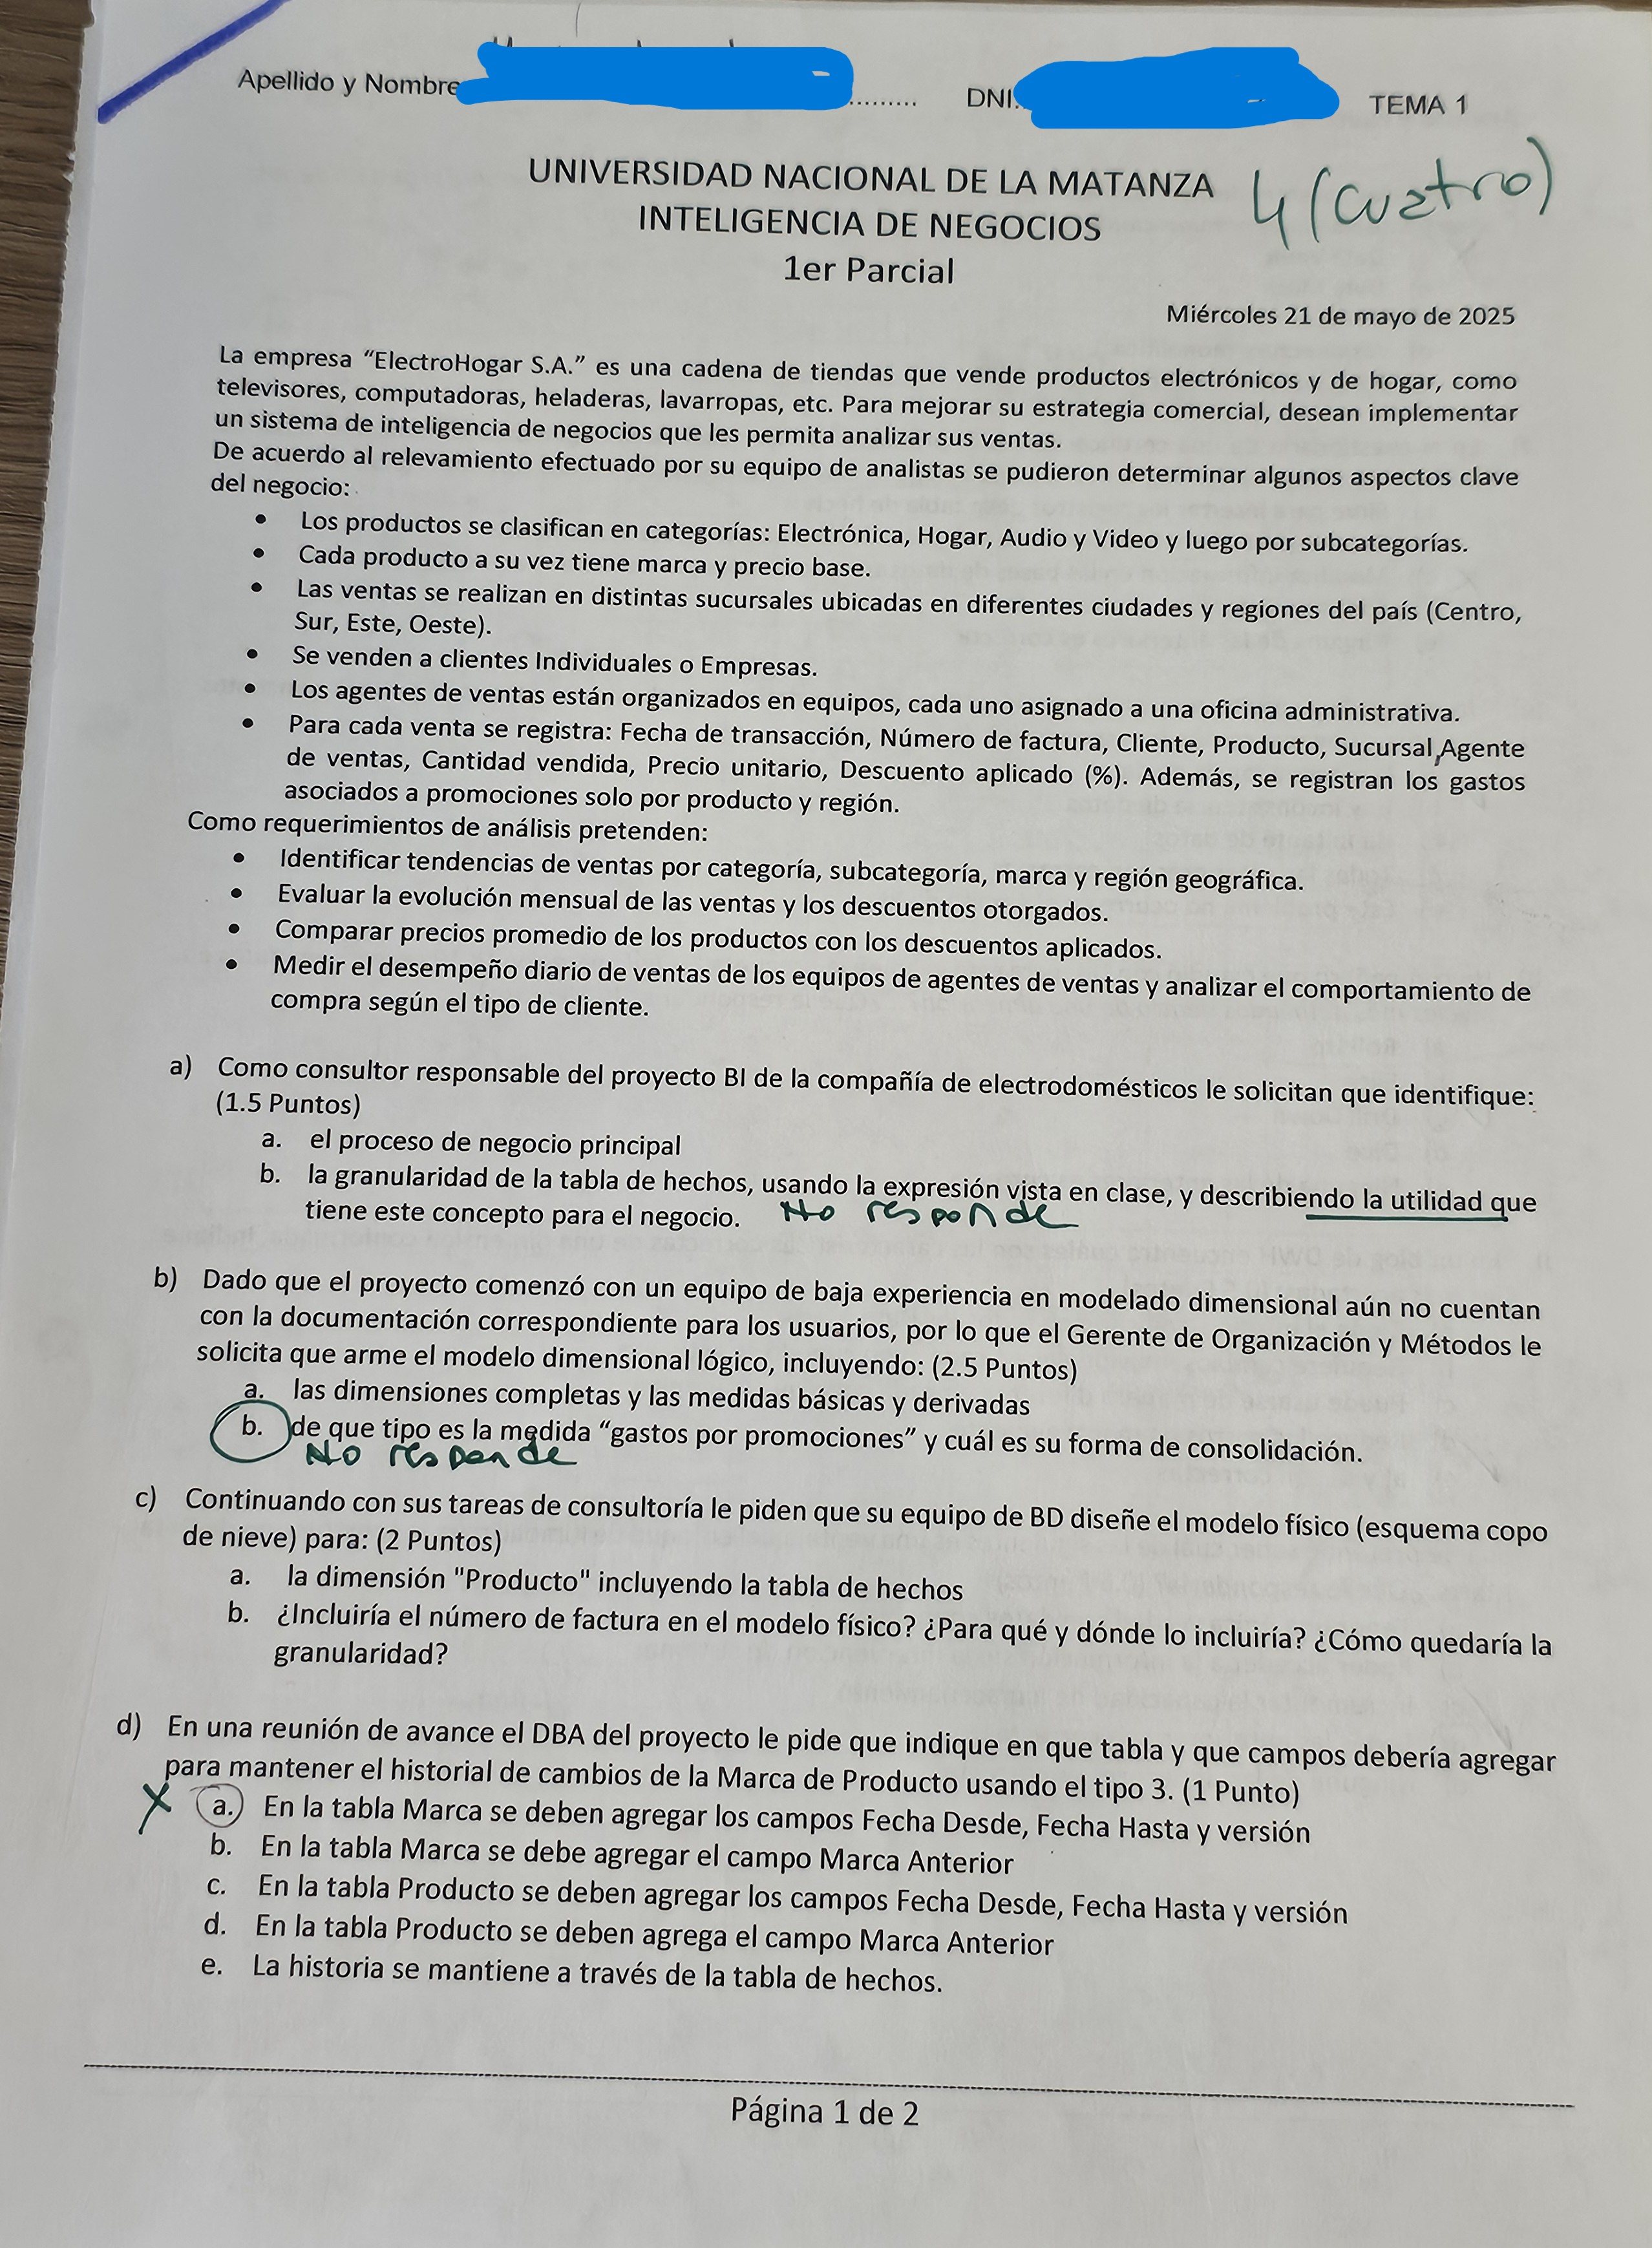 Apellido y Nombre ......... DNI. TEMA 1
UNIVERSIDAD NACIONAL DE LA MATANZA
4 (cuatro)
INTELIGENCIA DE NEGOCIOS
1er Parcial
Miércoles 21 de mayo de 2025
La empresa “ElectroHogar S.A.” es una cadena de tiendas que vende productos electrónicos y de hogar, como
televisores, computadoras, heladeras, lavarropas, etc. Para mejorar su estrategia comercial, desean implementar
un sistema de inteligencia de negocios que les permita analizar sus ventas.
De acuerdo al relevamiento efectuado por su equipo de analistas se pudieron determinar algunos aspectos clave
del negocio:
• Los productos se clasifican en categorías: Electrónica, Hogar, Audio y Video y luego por subcategorías.
• Cada producto a su vez tiene marca y precio base.
• Las ventas se realizan en distintas sucursales ubicadas en diferentes ciudades y regiones del país (Centro,
Sur, Este, Oeste).
• Se venden a clientes Individuales o Empresas.
• Los agentes de ventas están organizados en equipos, cada uno asignado a una oficina administrativa.
• Para cada venta se registra: Fecha de transacción, Número de factura, Cliente, Producto, Sucursal,Agente
de ventas, Cantidad vendida, Precio unitario, Descuento aplicado (%). Además, se registran los gastos
asociados a promociones solo por producto y región.
Como requerimientos de análisis pretenden:
• Identificar tendencias de ventas por categoría, subcategoría, marca y región geográfica.
• Evaluar la evolución mensual de las ventas y los descuentos otorgados.
• Comparar precios promedio de los productos con los descuentos aplicados.
• Medir el desempeño diario de ventas de los equipos de agentes de ventas y analizar el comportamiento de
compra según el tipo de cliente.
a) Como consultor responsable del proyecto BI de la compañía de electrodomésticos le solicitan que identifique:
(1.5 Puntos)
a. el proceso de negocio principal
b. la granularidad de la tabla de hechos, usando la expresión vista en clase, y describiendo la utilidad que
tiene este concepto para el negocio. No responde
b) Dado que el proyecto comenzó con un equipo de baja experiencia en modelado dimensional aún no cuentan
con la documentación correspondiente para los usuarios, por lo que el Gerente de Organización y Métodos le
solicita que arme el modelo dimensional lógico, incluyendo: (2.5 Puntos)
a. las dimensiones completas y las medidas básicas y derivadas
b. de que tipo es la medida “gastos por promociones” y cuál es su forma de consolidación.
No responde
c) Continuando con sus tareas de consultoría le piden que su equipo de BD diseñe el modelo físico (esquema copo
de nieve) para: (2 Puntos)
a. la dimensión "Producto" incluyendo la tabla de hechos
b. ¿Incluiría el número de factura en el modelo físico? ¿Para qué y dónde lo incluiría? ¿Cómo quedaría la
granularidad?
d) En una reunión de avance el DBA del proyecto le pide que indique en que tabla y que campos debería agregar
para mantener el historial de cambios de la Marca de Producto usando el tipo 3. (1 Punto)
X a. En la tabla Marca se deben agregar los campos Fecha Desde, Fecha Hasta y versión
b. En la tabla Marca se debe agregar el campo Marca Anterior
c. En la tabla Producto se deben agregar los campos Fecha Desde, Fecha Hasta y versión
d. En la tabla Producto se deben agrega el campo Marca Anterior
e. La historia se mantiene a través de la tabla de hechos.
Página 1 de 2